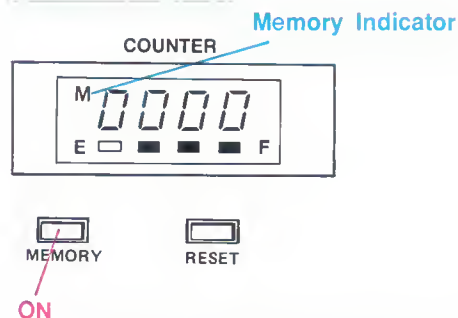 Memory Indicator
COUNTER
M 0000
E F
MEMORY RESET
ON